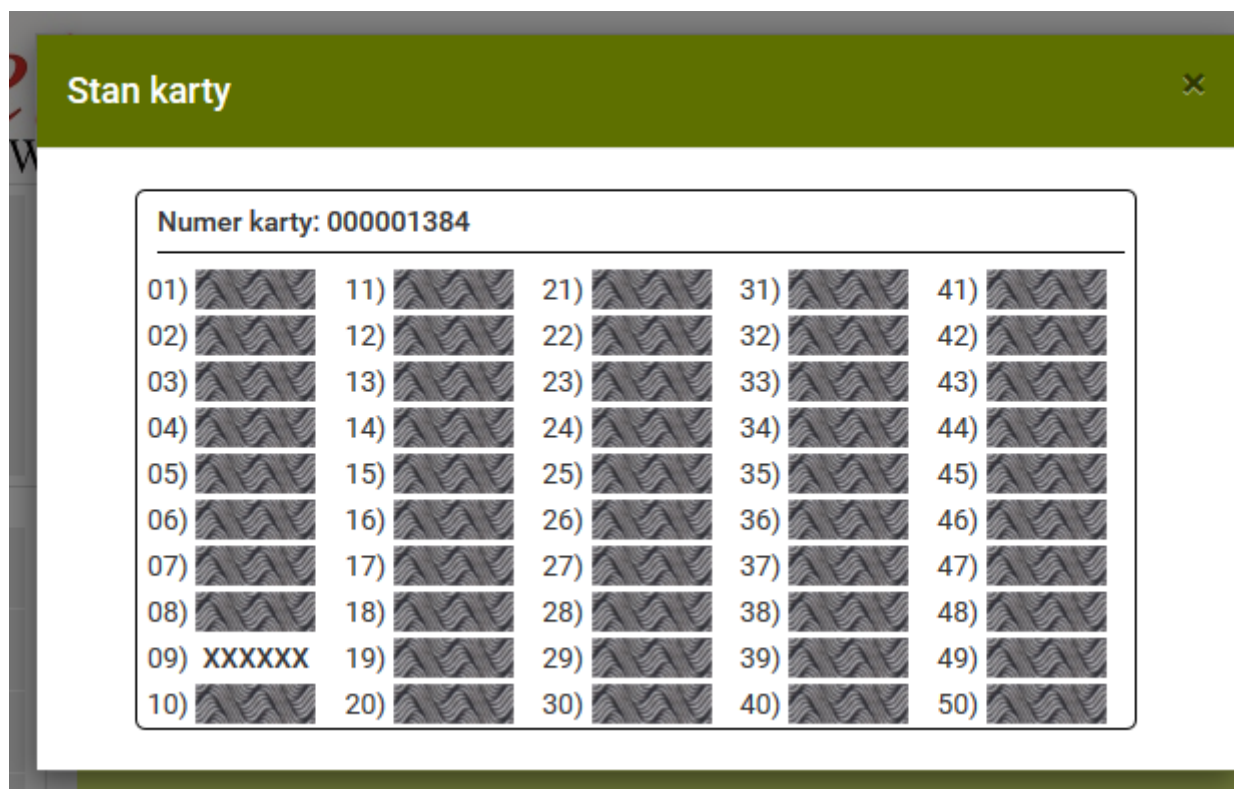 Stan karty
×
Numer karty: 000001384
01) 11) 21) 31) 41)
02) 12) 22) 32) 42)
03) 13) 23) 33) 43)
04) 14) 24) 34) 44)
05) 15) 25) 35) 45)
06) 16) 26) 36) 46)
07) 17) 27) 37) 47)
08) 18) 28) 38) 48)
09) XXXXXX 19) 29) 39) 49)
10) 20) 30) 40) 50)
W